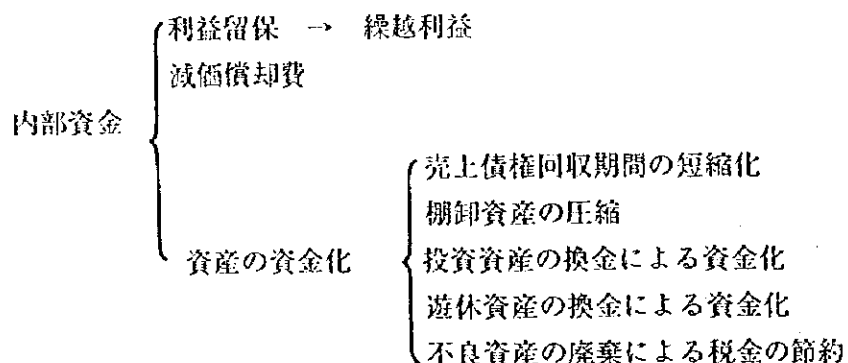 利益留保 → 繰越利益
減価償却費
内部資金
売上債権回収期間の短縮化
棚卸資産の圧縮
資産の資金化
投資資産の換金による資金化
遊休資産の換金による資金化
不良資産の廃棄による税金の節約